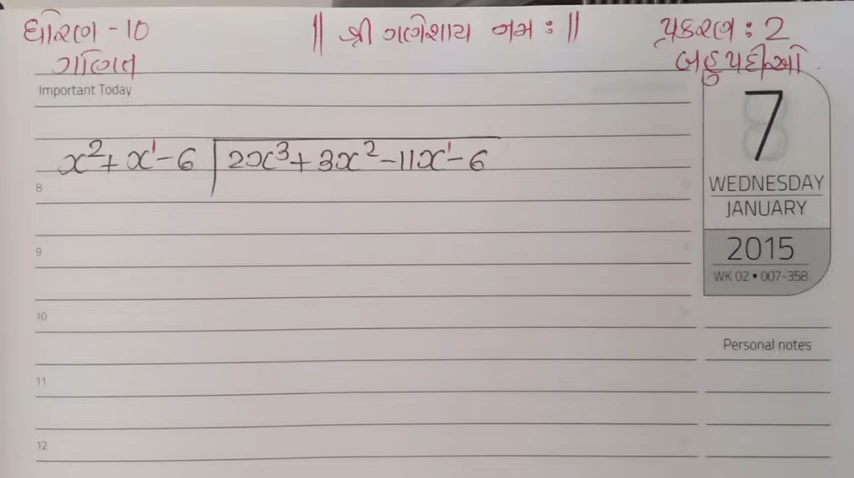 ધોરણ - 10
ગણિત
|| શ્રી ગણેશાય નમઃ ||
પ્રકરણ : 2
બહુપદીઓ
Important Today
x² + x¹ - 6 | 2x³ + 3x² - 11x¹ - 6
8
9
10
11
12
7
WEDNESDAY
JANUARY
2015
WK 02 • 007-358
Personal notes